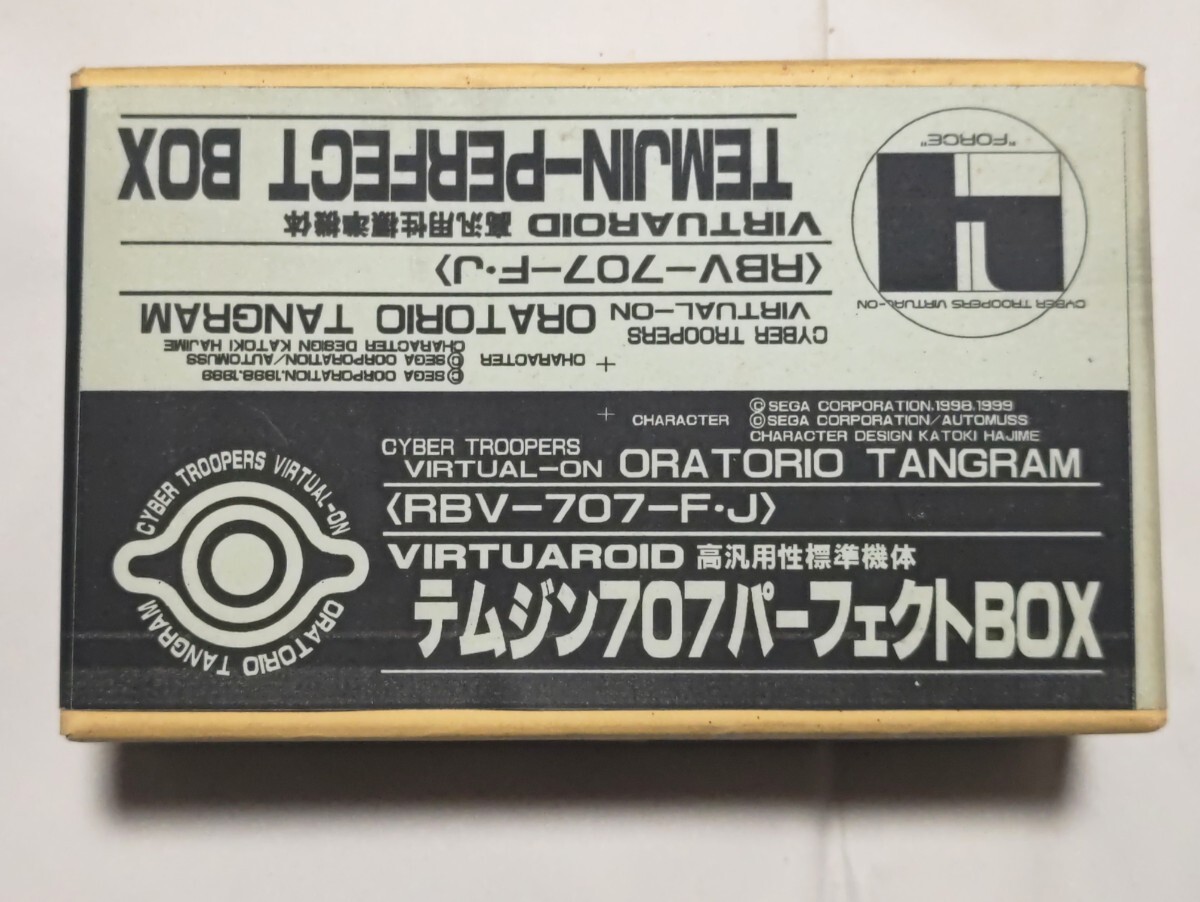 TEMJIN-PERFECT BOX
VIRTUAROID 高汎用性標準機体
〈RBV-707-F・J〉
CYBER TROOPERS
VIRTUAL-ON ORATORIO TANGRAM
+ CHARACTER
©SEGA CORPORATION,1998,1999
©SEGA CORPORATION/AUTOMUSS
CHARACTER DESIGN KATOKI HAJIME
"FORCE"
CYBER TROOPERS VIRTUAL-ON
+ CHARACTER
©SEGA CORPORATION,1998,1999
©SEGA CORPORATION/AUTOMUSS
CHARACTER DESIGN KATOKI HAJIME
CYBER TROOPERS
VIRTUAL-ON ORATORIO TANGRAM
〈RBV-707-F・J〉
VIRTUAROID 高汎用性標準機体
テムジン707パーフェクトBOX
CYBER TROOPERS VIRTUAL-ON
ORATORIO TANGRAM